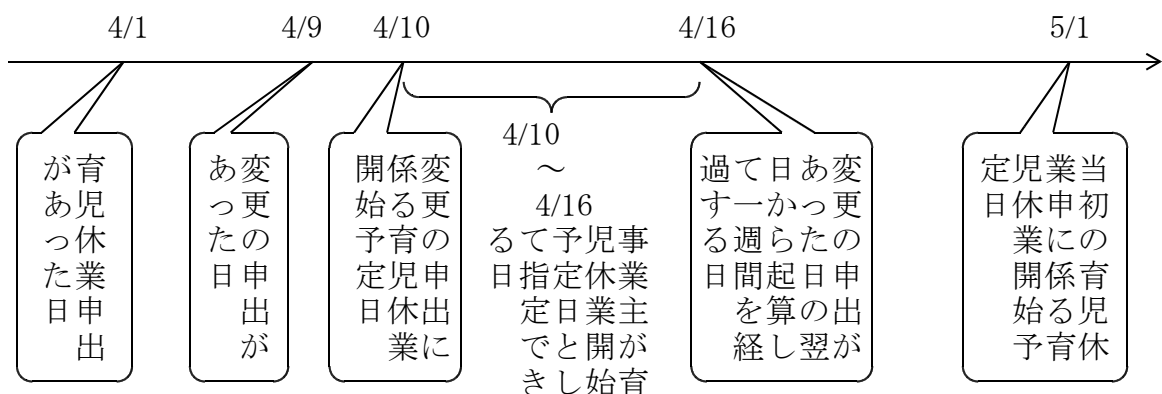 4/1
4/9
4/10
4/16
5/1
育児休業申出
があった日
変更の申出が
あった日
変更の申出に
係る育児休業
開始予定日
4/10
～
4/16
事業主が育
児休業開始
予定日とし
て指定でき
る日
変更の申出が
あった日の翌
日から起算し
て一週間を経
過する日
当初の育児休
業申出に係る育
児休業開始予
定日